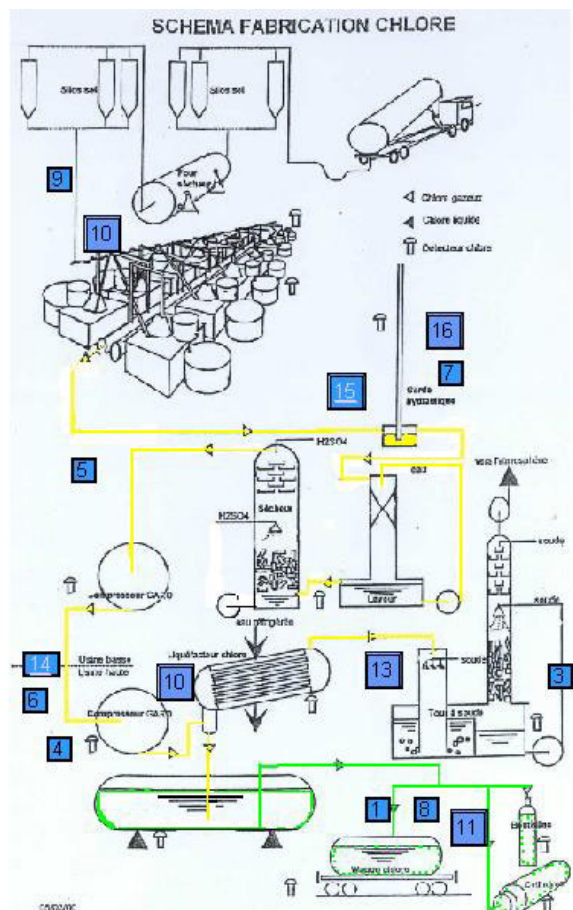 SCHEMA FABRICATION CHLORE
Silos sel
Silos sel
Four
9
10
Chlore gazeux
Chlore liquide
Détecteur chlore
16
7
15
Garde
hydraulique
5
H2SO4
eau
Sécheur
H2SO4
soude
soude
Laveur
Compresseur GARO
eau réfrigérée
Liquéfacteur chlore
14
Usine basse
Usine haute
10
soude
13
3
6
Compresseur GARO
Tour à soude
4
1
8
11
Wagon chlore